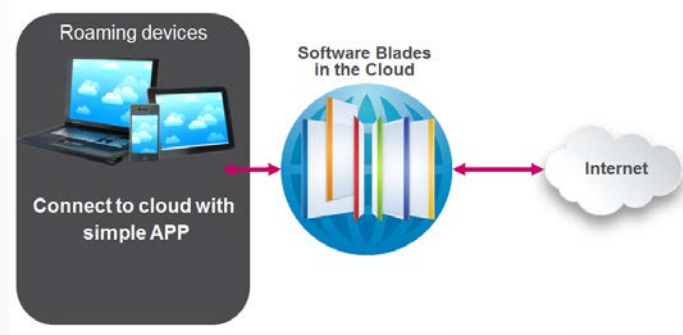 Roaming devices
Software Blades
in the Cloud
Internet
Connect to cloud with
simple APP